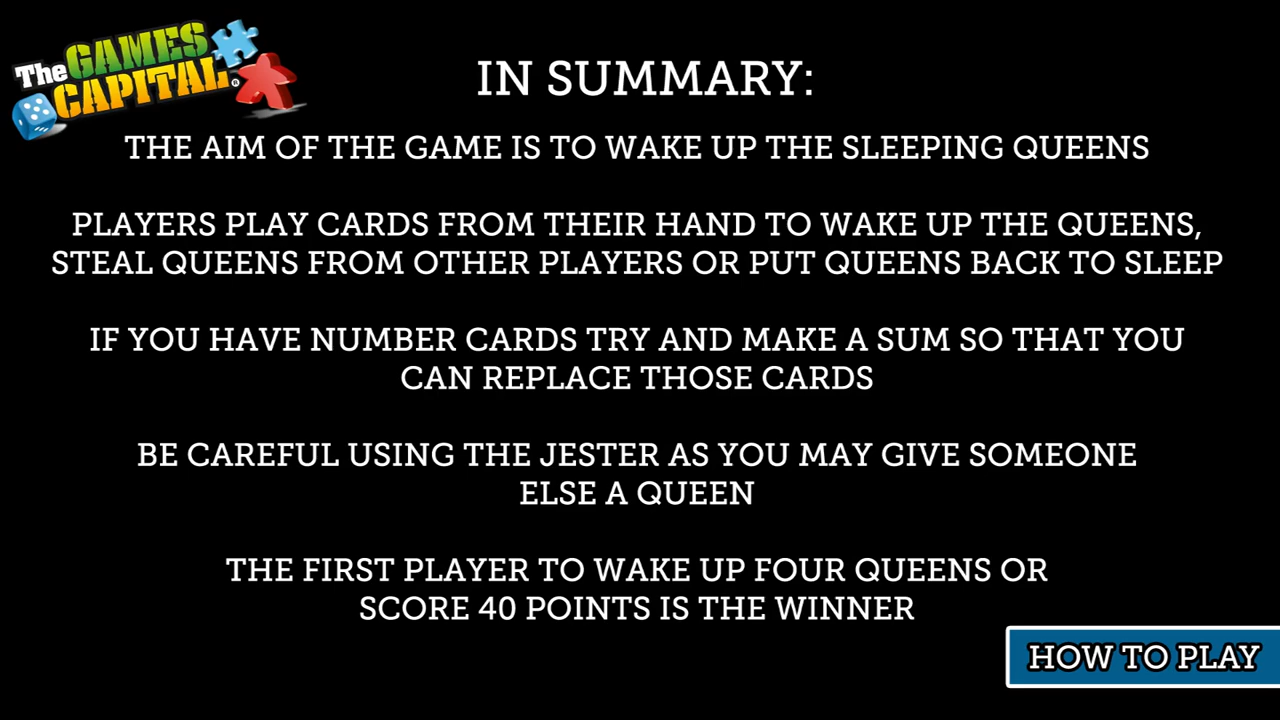 The GAMES
CAPITAL®
IN SUMMARY:
THE AIM OF THE GAME IS TO WAKE UP THE SLEEPING QUEENS
PLAYERS PLAY CARDS FROM THEIR HAND TO WAKE UP THE QUEENS,
STEAL QUEENS FROM OTHER PLAYERS OR PUT QUEENS BACK TO SLEEP
IF YOU HAVE NUMBER CARDS TRY AND MAKE A SUM SO THAT YOU
CAN REPLACE THOSE CARDS
BE CAREFUL USING THE JESTER AS YOU MAY GIVE SOMEONE
ELSE A QUEEN
THE FIRST PLAYER TO WAKE UP FOUR QUEENS OR
SCORE 40 POINTS IS THE WINNER
HOW TO PLAY